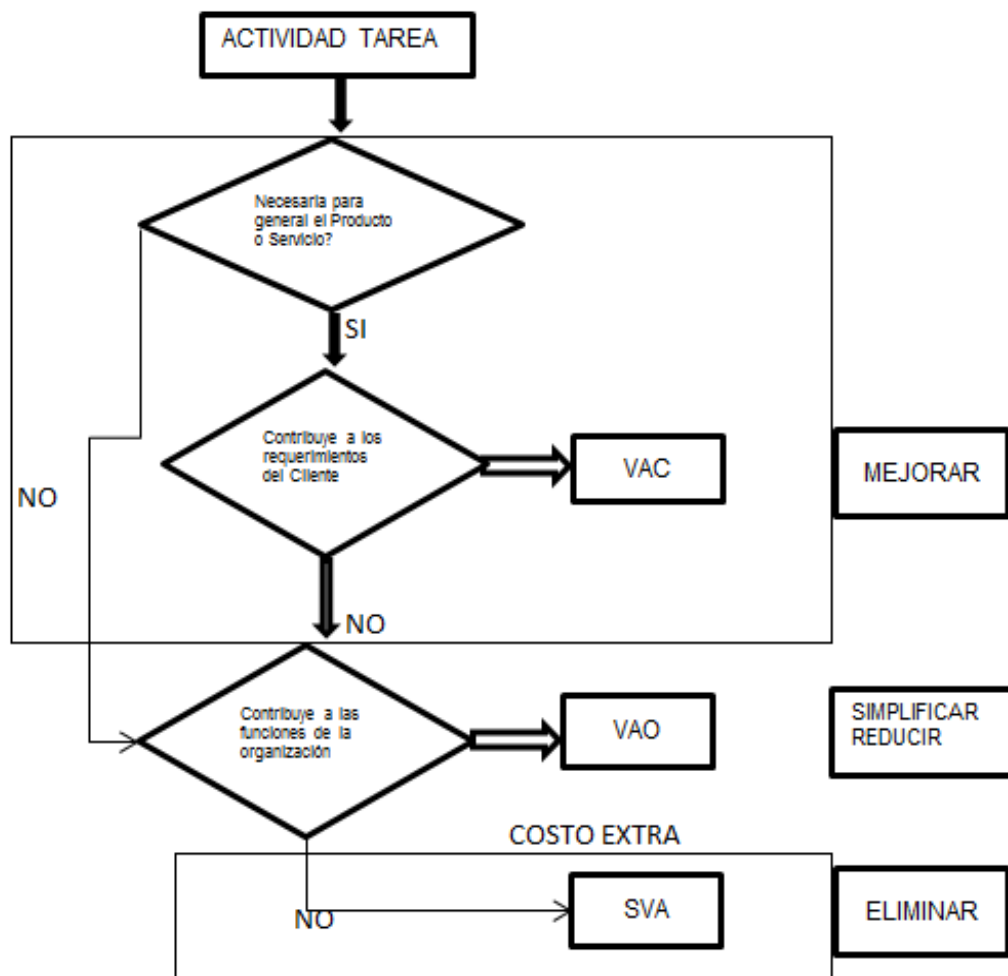 ACTIVIDAD TAREA
Necesaria para
general el Producto
o Servicio?
SI
Contribuye a los
requerimientos
del Cliente
VAC
MEJORAR
NO
NO
Contribuye a las
funciones de la
organización
VAO
SIMPLIFICAR
REDUCIR
COSTO EXTRA
NO
SVA
ELIMINAR